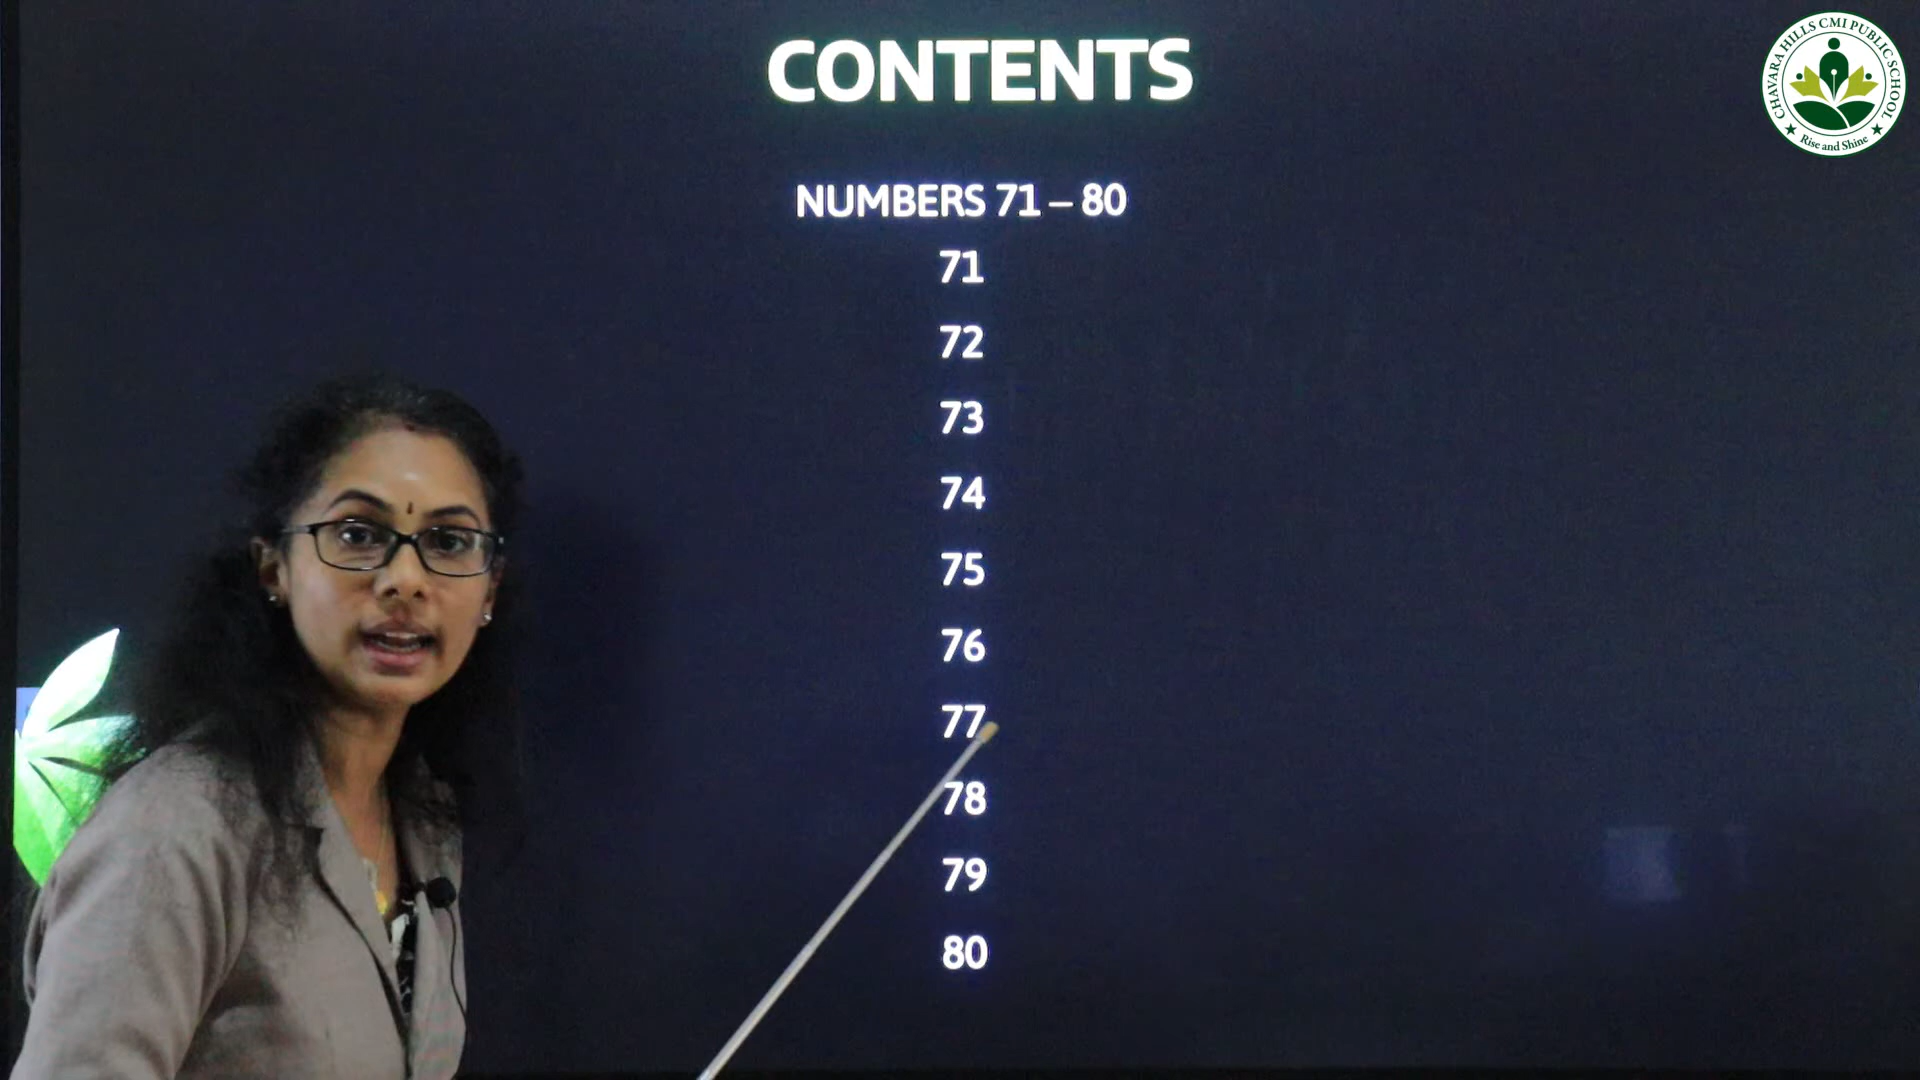 CONTENTS
CHAVARA HILLS CMI PUBLIC SCHOOL
Rise and Shine
NUMBERS 71 – 80
71
72
73
74
75
76
77
78
79
80